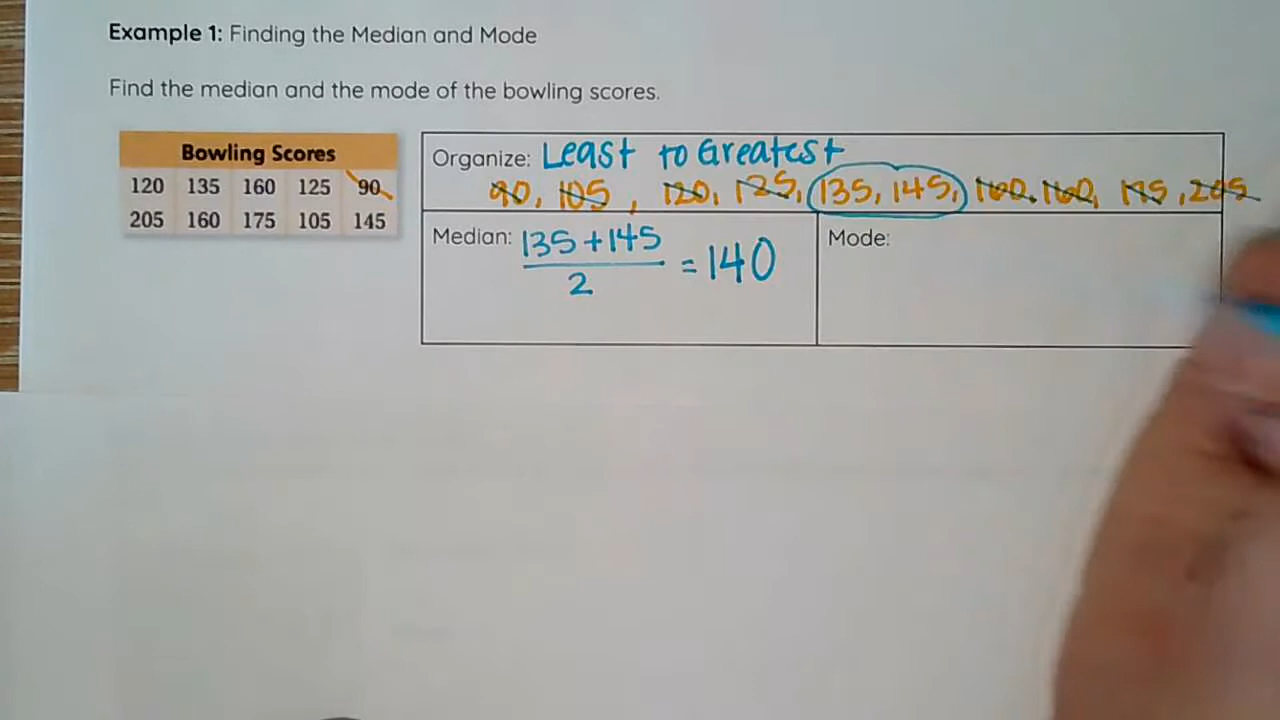 Example 1: Finding the Median and Mode
Find the median and the mode of the bowling scores.
Bowling Scores
120 135 160 125 90
205 160 175 105 145
Organize: Least to Greatest
90, 105, 120, 125, 135, 145, 160, 160, 175, 205
Median: 135 + 145
2
= 140
Mode: